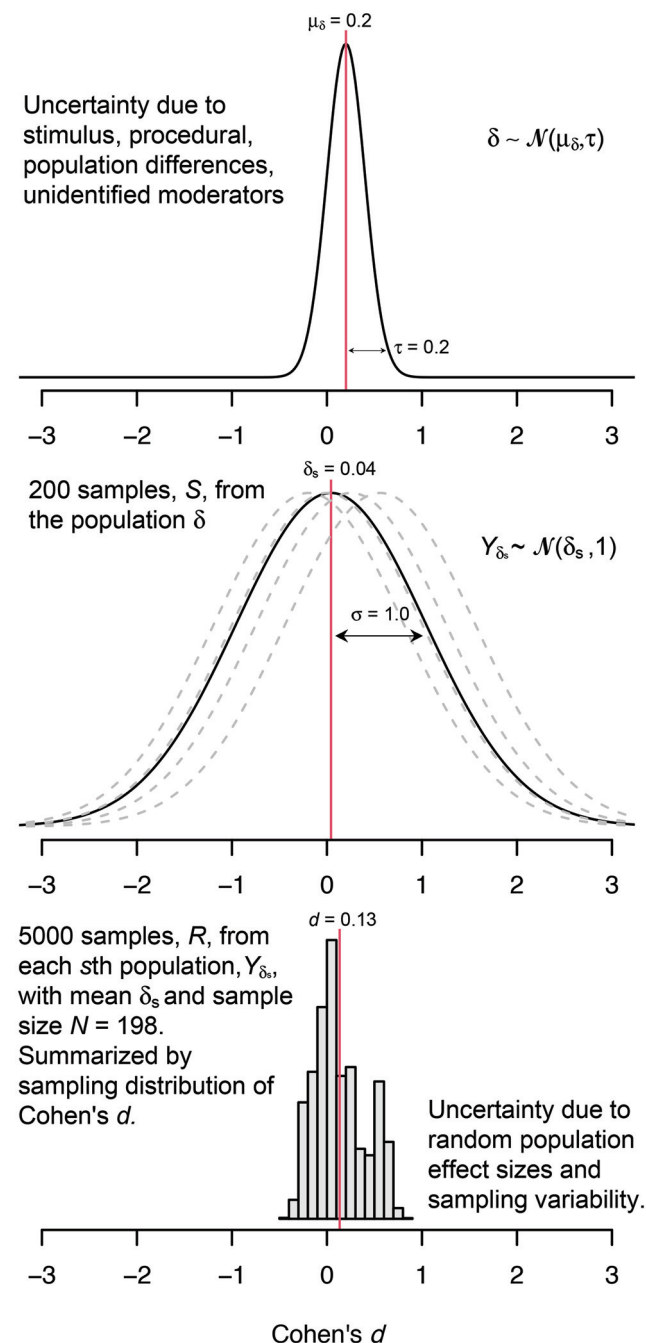 μδ = 0.2
Uncertainty due to
stimulus, procedural,
population differences,
unidentified moderators
δ ~ 𝒩(μδ,τ)
τ = 0.2
−3 −2 −1 0 1 2 3
δs = 0.04
200 samples, S, from
the population δ
Yδs ~ 𝒩(δs ,1)
σ = 1.0
−3 −2 −1 0 1 2 3
d = 0.13
5000 samples, R, from
each sth population, Yδs,
with mean δs and sample
size N = 198.
Summarized by
sampling distribution of
Cohen's d.
Uncertainty due to
random population
effect sizes and
sampling variability.
−3 −2 −1 0 1 2 3
Cohen's d